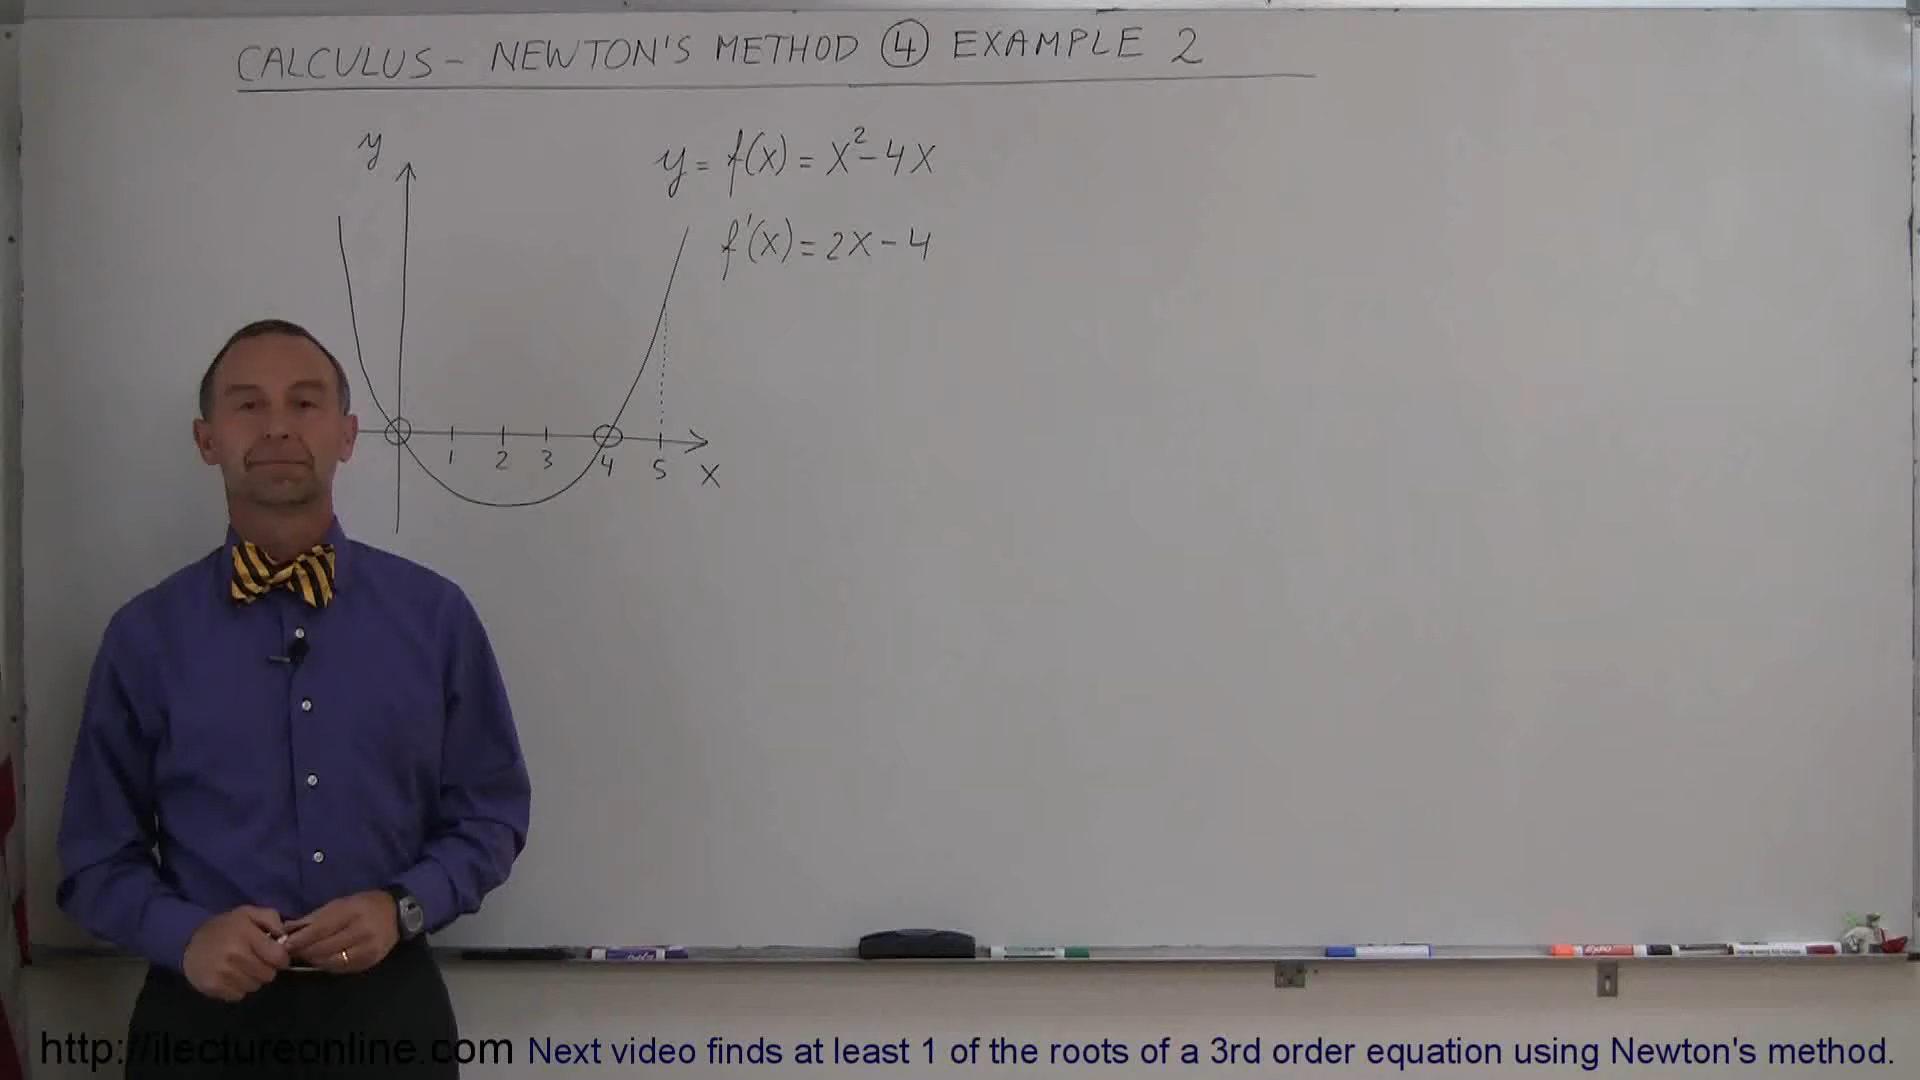 CALCULUS - NEWTON'S METHOD ④ EXAMPLE 2
y
y = f(x) = x² - 4x
f'(x) = 2x - 4
1 2 3 4 5 x
http://ilectureonline.com Next video finds at least 1 of the roots of a 3rd order equation using Newton's method.